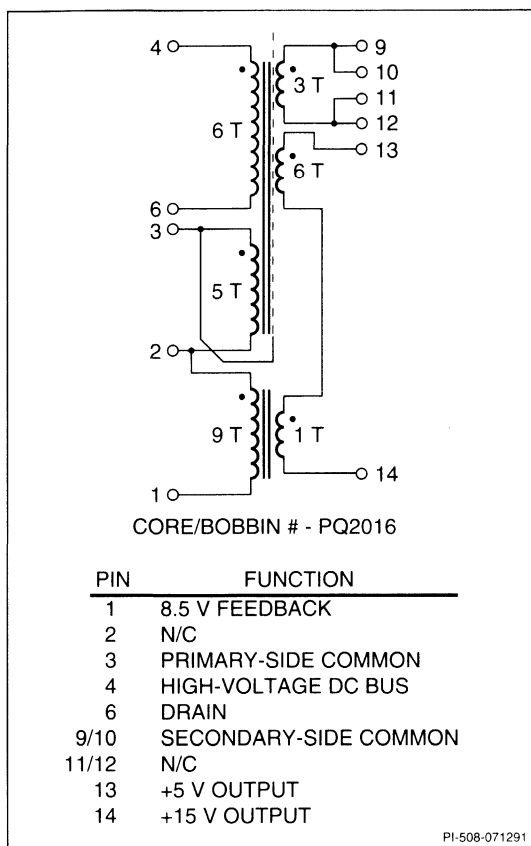 4
9
10
3 T
11
6 T
12
13
6 T
6
3
5 T
2
9 T
1 T
14
1
CORE/BOBBIN # - PQ2016
PIN FUNCTION
1 8.5 V FEEDBACK
2 N/C
3 PRIMARY-SIDE COMMON
4 HIGH-VOLTAGE DC BUS
6 DRAIN
9/10 SECONDARY-SIDE COMMON
11/12 N/C
13 +5 V OUTPUT
14 +15 V OUTPUT
PI-508-071291